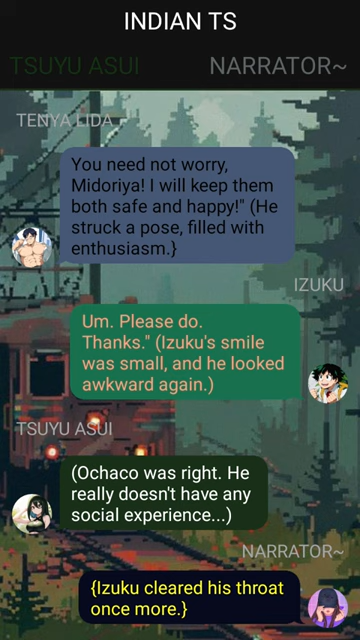 INDIAN TS
TSUYU ASUI
NARRATOR~
TENYA LIDA
You need not worry,
Midoriya! I will keep them
both safe and happy!" (He
struck a pose, filled with
enthusiasm.}
IZUKU
Um. Please do.
Thanks." (Izuku's smile
was small, and he looked
awkward again.)
TSUYU ASUI
(Ochaco was right. He
really doesn't have any
social experience...)
NARRATOR~
{Izuku cleared his throat
once more.}